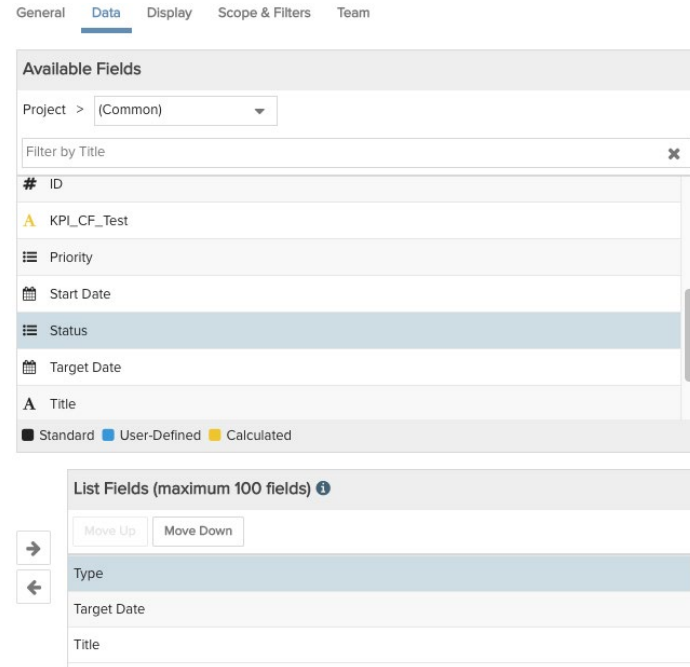 General Data Display Scope & Filters Team
Available Fields
Project > (Common)
Filter by Title
# ID
A KPI_CF_Test
Priority
Start Date
Status
Target Date
A Title
Standard User-Defined Calculated
List Fields (maximum 100 fields)
Move Up Move Down
Type
Target Date
Title